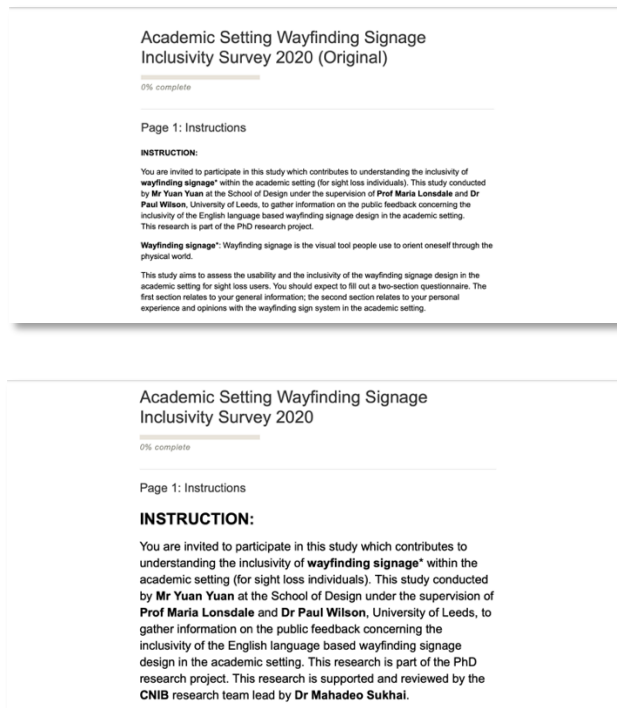 Academic Setting Wayfinding Signage
Inclusivity Survey 2020 (Original)
0% complete
Page 1: Instructions
INSTRUCTION:
You are invited to participate in this study which contributes to understanding the inclusivity of
wayfinding signage* within the academic setting (for sight loss individuals). This study conducted
by Mr Yuan Yuan at the School of Design under the supervision of Prof Maria Lonsdale and Dr
Paul Wilson, University of Leeds, to gather information on the public feedback concerning the
inclusivity of the English language based wayfinding signage design in the academic setting.
This research is part of the PhD research project.
Wayfinding signage*: Wayfinding signage is the visual tool people use to orient oneself through the
physical world.
This study aims to assess the usability and the inclusivity of the wayfinding signage design in the
academic setting for sight loss users. You should expect to fill out a two-section questionnaire. The
first section relates to your general information; the second section relates to your personal
experience and opinions with the wayfinding sign system in the academic setting.
Academic Setting Wayfinding Signage
Inclusivity Survey 2020
0% complete
Page 1: Instructions
INSTRUCTION:
You are invited to participate in this study which contributes to
understanding the inclusivity of wayfinding signage* within the
academic setting (for sight loss individuals). This study conducted
by Mr Yuan Yuan at the School of Design under the supervision of
Prof Maria Lonsdale and Dr Paul Wilson, University of Leeds, to
gather information on the public feedback concerning the
inclusivity of the English language based wayfinding signage
design in the academic setting. This research is part of the PhD
research project. This research is supported and reviewed by the
CNIB research team lead by Dr Mahadeo Sukhai.